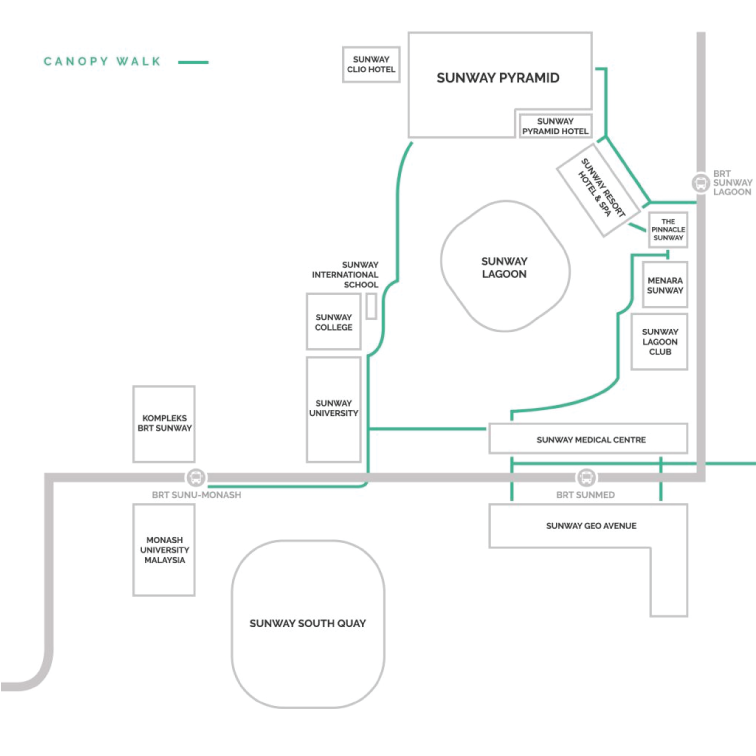 CANOPY WALK
SUNWAY
CLIO HOTEL
SUNWAY PYRAMID
SUNWAY
PYRAMID HOTEL
SUNWAY RESORT
HOTEL & SPA
BRT
SUNWAY
LAGOON
THE
PINNACLE
SUNWAY
SUNWAY
LAGOON
SUNWAY
INTERNATIONAL
SCHOOL
MENARA
SUNWAY
SUNWAY
COLLEGE
SUNWAY
LAGOON
CLUB
SUNWAY
UNIVERSITY
KOMPLEKS
BRT SUNWAY
SUNWAY MEDICAL CENTRE
BRT SUNU-MONASH
BRT SUNMED
MONASH
UNIVERSITY
MALAYSIA
SUNWAY GEO AVENUE
SUNWAY SOUTH QUAY